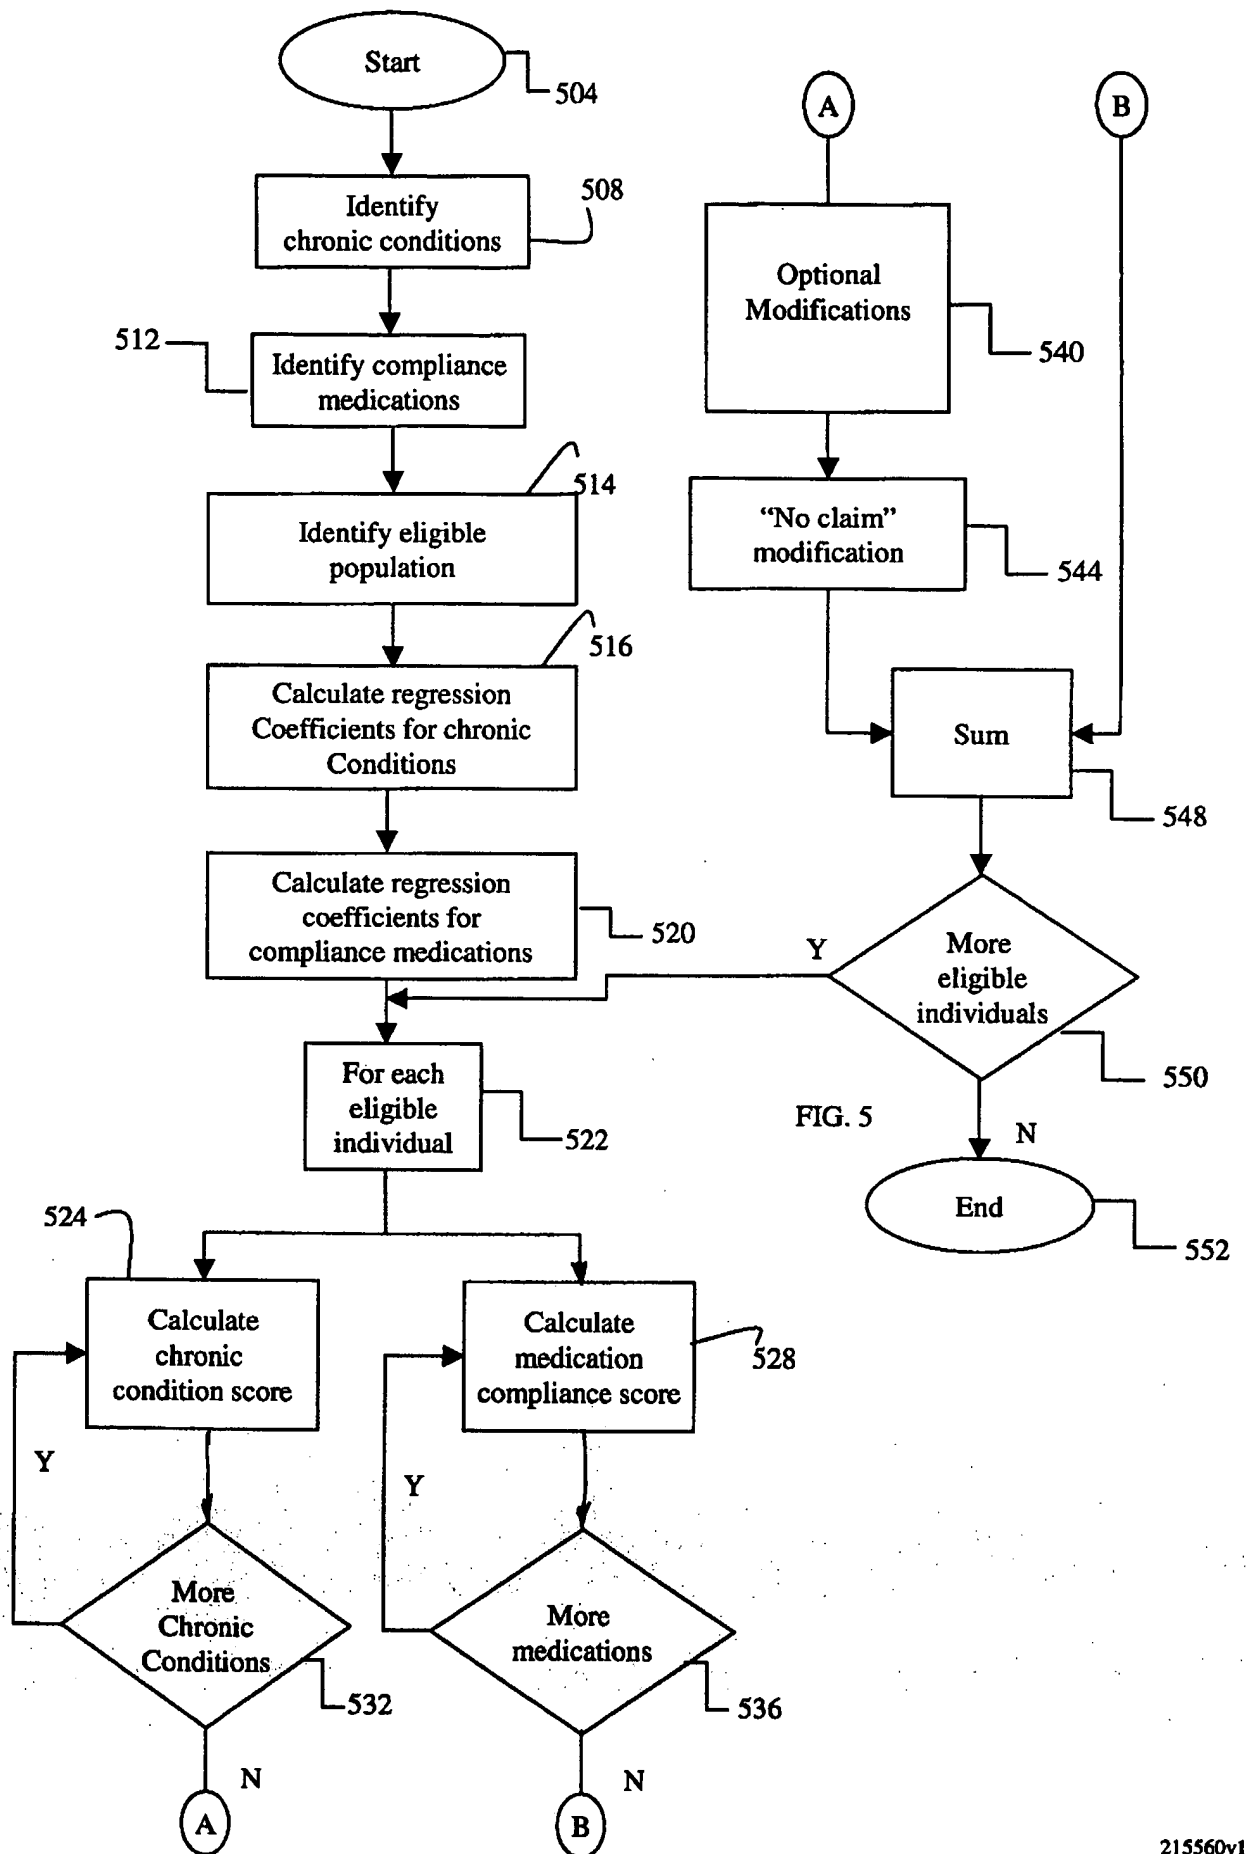 Start
504
Identify
chronic conditions
508
512
Identify compliance
medications
514
Identify eligible
population
516
Calculate regression
Coefficients for chronic
Conditions
Calculate regression
coefficients for
compliance medications
520
For each
eligible
individual
522
524
Calculate
chronic
condition score
Calculate
medication
compliance score
528
Y
Y
More
Chronic
Conditions
532
More
medications
536
N
N
A
B
A
B
Optional
Modifications
540
“No claim”
modification
544
Sum
548
Y
More
eligible
individuals
550
FIG. 5
N
End
552
215560v1